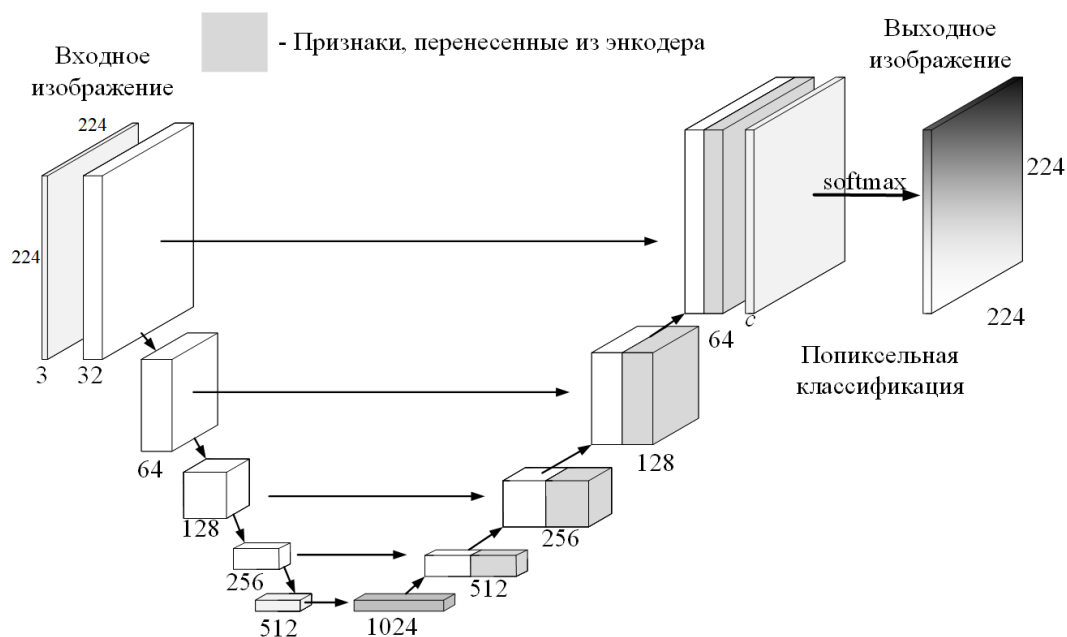 - Признаки, перенесенные из энкодера
Входное
изображение
Выходное
изображение
224
224
3
32
64
128
256
512
1024
512
256
128
64
c
softmax
224
224
Попиксельная
классификация